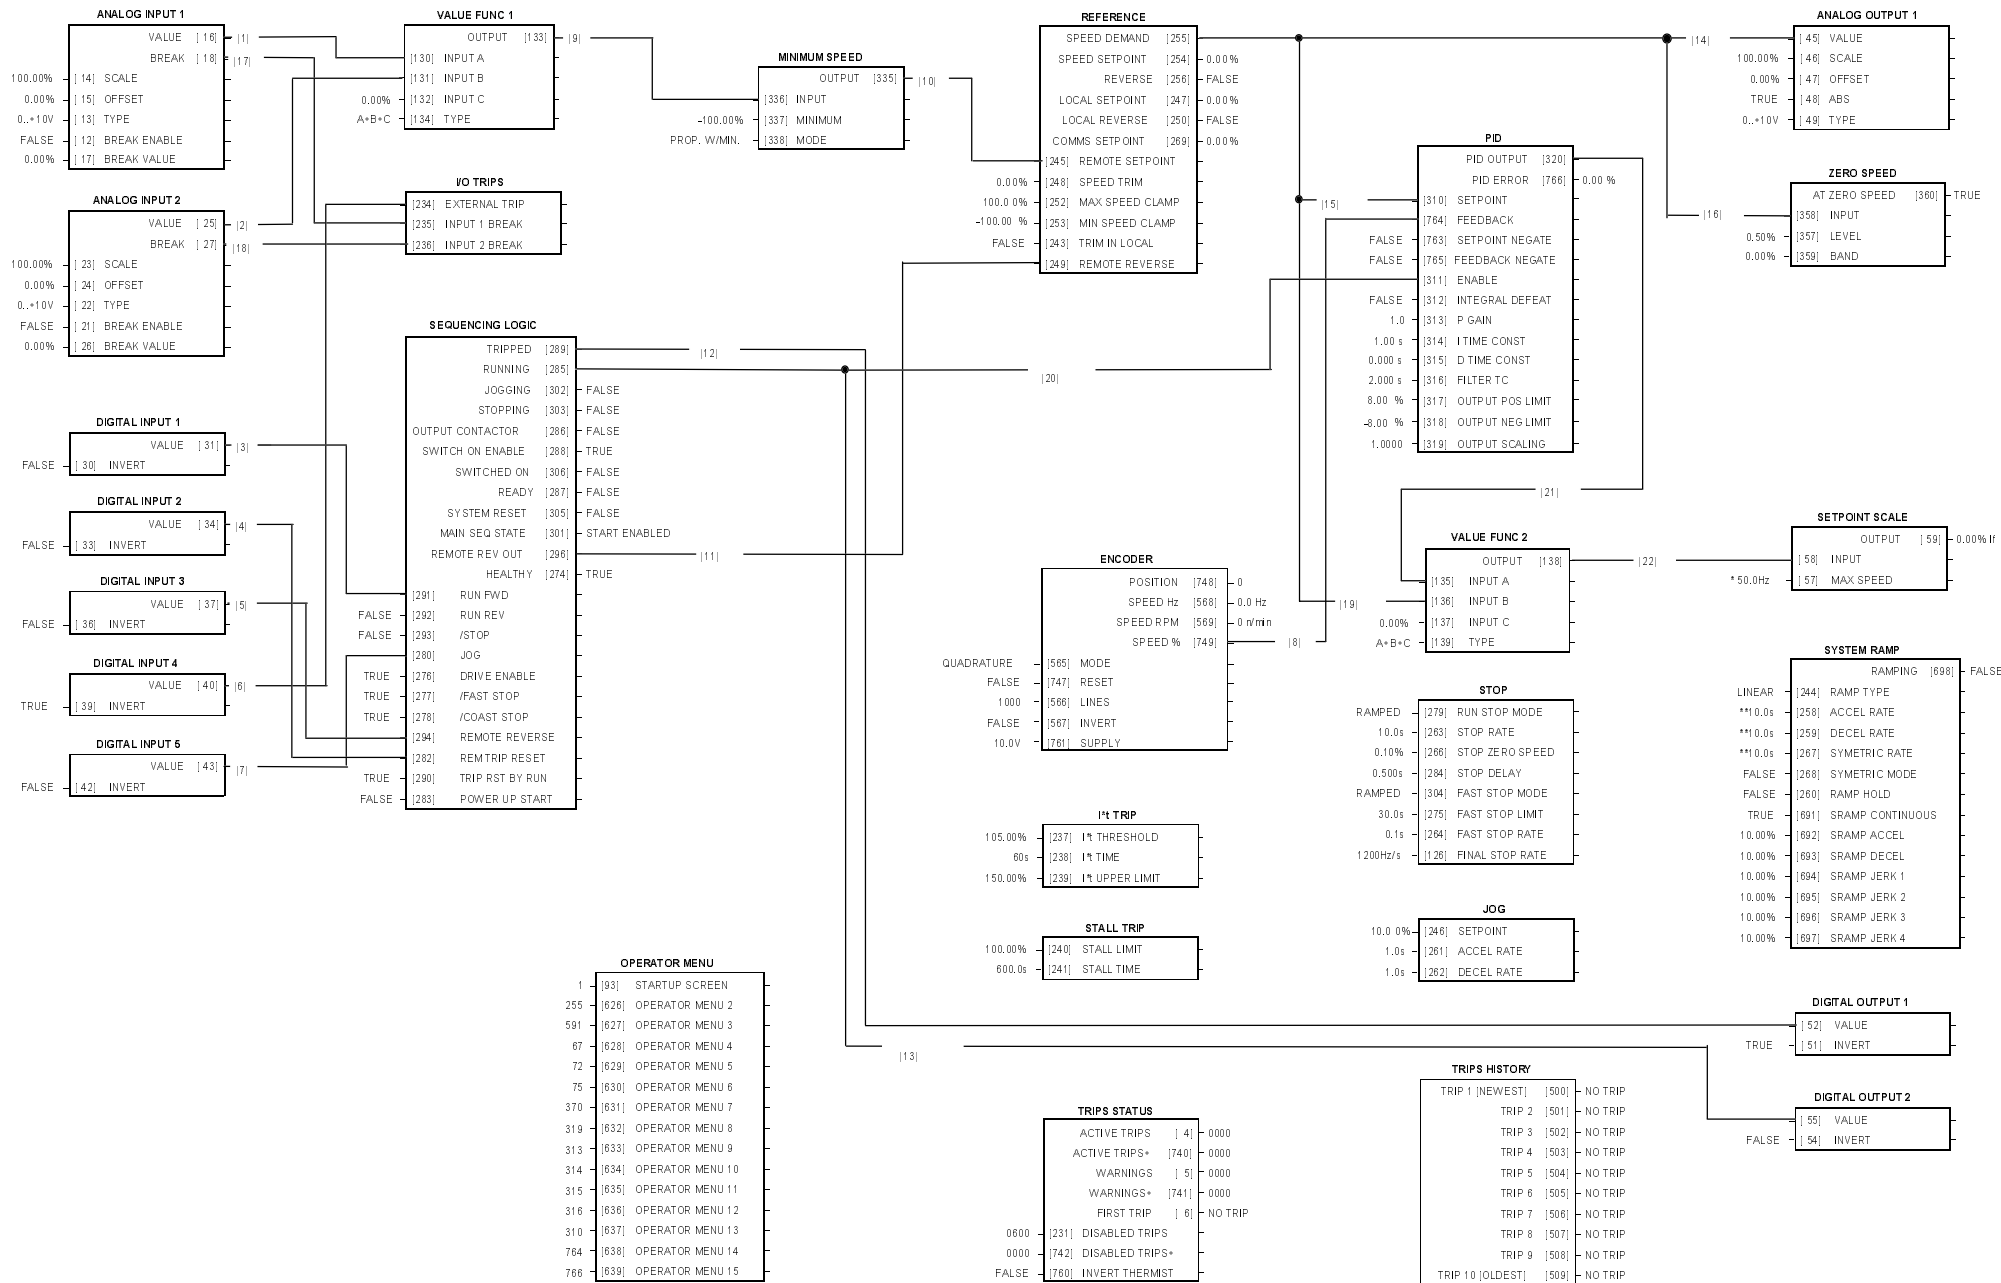 ANALOG INPUT 1
VALUE [ 16] |1|
BREAK [ 18] |17|
100.00% [ 14] SCALE
0.00% [ 15] OFFSET
0..+10V [ 13] TYPE
FALSE [ 12] BREAK ENABLE
0.00% [ 17] BREAK VALUE
ANALOG INPUT 2
VALUE [ 25] |2|
BREAK [ 27] |18|
100.00% [ 23] SCALE
0.00% [ 24] OFFSET
0..+10V [ 22] TYPE
FALSE [ 21] BREAK ENABLE
0.00% [ 26] BREAK VALUE
DIGITAL INPUT 1
VALUE [ 31] |3|
FALSE [ 30] INVERT
DIGITAL INPUT 2
VALUE [ 34] |4|
FALSE [ 33] INVERT
DIGITAL INPUT 3
VALUE [ 37] |5|
FALSE [ 36] INVERT
DIGITAL INPUT 4
VALUE [ 40] |6|
TRUE [ 39] INVERT
DIGITAL INPUT 5
VALUE [ 43] |7|
FALSE [ 42] INVERT
VALUE FUNC 1
OUTPUT [133] |9|
[130] INPUT A
[131] INPUT B
0.00% [132] INPUT C
A+B+C [134] TYPE
I/O TRIPS
[234] EXTERNAL TRIP
[235] INPUT 1 BREAK
[236] INPUT 2 BREAK
SEQUENCING LOGIC
TRIPPED [289] |12|
RUNNING [285] |20|
JOGGING [302] FALSE
STOPPING [303] FALSE
OUTPUT CONTACTOR [286] FALSE
SWITCH ON ENABLE [288] TRUE
SWITCHED ON [306] FALSE
READY [287] FALSE
SYSTEM RESET [305] FALSE
MAIN SEQ STATE [301] START ENABLED
REMOTE REV OUT [296] |11|
HEALTHY [274] TRUE
[291] RUN FWD
FALSE [292] RUN REV
FALSE [293] /STOP
[280] JOG
TRUE [276] DRIVE ENABLE
TRUE [277] /FAST STOP
TRUE [278] /COAST STOP
[294] REMOTE REVERSE
[282] REM TRIP RESET
TRUE [290] TRIP RST BY RUN
FALSE [283] POWER UP START
OPERATOR MENU
1 [93] STARTUP SCREEN
255 [626] OPERATOR MENU 2
591 [627] OPERATOR MENU 3
67 [628] OPERATOR MENU 4
72 [629] OPERATOR MENU 5
75 [630] OPERATOR MENU 6
370 [631] OPERATOR MENU 7
319 [632] OPERATOR MENU 8
313 [633] OPERATOR MENU 9
314 [634] OPERATOR MENU 10
315 [635] OPERATOR MENU 11
316 [636] OPERATOR MENU 12
310 [637] OPERATOR MENU 13
764 [638] OPERATOR MENU 14
766 [639] OPERATOR MENU 15
MINIMUM SPEED
OUTPUT [335] |10|
[336] INPUT
-100.00% [337] MINIMUM
PROP. W/MIN. [338] MODE
REFERENCE
SPEED DEMAND [255]
SPEED SETPOINT [254] 0.00%
REVERSE [256] FALSE
LOCAL SETPOINT [247] 0.00%
LOCAL REVERSE [250] FALSE
COMMS SETPOINT [269] 0.00%
[245] REMOTE SETPOINT
0.00% [248] SPEED TRIM
100.0 0% [252] MAX SPEED CLAMP
-100.00 % [253] MIN SPEED CLAMP
FALSE [243] TRIM IN LOCAL
[249] REMOTE REVERSE
ENCODER
POSITION [748] 0
SPEED Hz [568] 0.0 Hz
SPEED RPM [569] 0 n/min
SPEED % [749] |8|
QUADRATURE [565] MODE
FALSE [747] RESET
1000 [566] LINES
FALSE [567] INVERT
10.0V [761] SUPPLY
I*t TRIP
105.00% [237] I*t THRESHOLD
60s [238] I*t TIME
150.00% [239] I*t UPPER LIMIT
STALL TRIP
100.00% [240] STALL LIMIT
600.0s [241] STALL TIME
|13|
TRIPS STATUS
ACTIVE TRIPS [ 4] 0000
ACTIVE TRIPS+ [740] 0000
WARNINGS [ 5] 0000
WARNINGS+ [741] 0000
FIRST TRIP [ 6] NO TRIP
0600 [231] DISABLED TRIPS
0000 [742] DISABLED TRIPS+
FALSE [760] INVERT THERMIST
PID
PID OUTPUT [320]
PID ERROR [766] 0.00 %
|15| [310] SETPOINT
[764] FEEDBACK
FALSE [763] SETPOINT NEGATE
FALSE [765] FEEDBACK NEGATE
[311] ENABLE
FALSE [312] INTEGRAL DEFEAT
1.0 [313] P GAIN
1.00 s [314] I TIME CONST
0.000 s [315] D TIME CONST
2.000 s [316] FILTER TC
8.00 % [317] OUTPUT POS LIMIT
-8.00 % [318] OUTPUT NEG LIMIT
1.0000 [319] OUTPUT SCALING
|21|
VALUE FUNC 2
OUTPUT [138] |22|
[135] INPUT A
|19| [136] INPUT B
0.00% [137] INPUT C
A+B+C [139] TYPE
STOP
RAMPED [279] RUN STOP MODE
10.0s [263] STOP RATE
0.10% [266] STOP ZERO SPEED
0.500s [284] STOP DELAY
RAMPED [304] FAST STOP MODE
30.0s [275] FAST STOP LIMIT
0.1s [264] FAST STOP RATE
1200Hz/s [126] FINAL STOP RATE
JOG
10.0 0% [246] SETPOINT
1.0s [261] ACCEL RATE
1.0s [262] DECEL RATE
TRIPS HISTORY
TRIP 1 [NEWEST] [500] NO TRIP
TRIP 2 [501] NO TRIP
TRIP 3 [502] NO TRIP
TRIP 4 [503] NO TRIP
TRIP 5 [504] NO TRIP
TRIP 6 [505] NO TRIP
TRIP 7 [506] NO TRIP
TRIP 8 [507] NO TRIP
TRIP 9 [508] NO TRIP
TRIP 10 [OLDEST] [509] NO TRIP
ANALOG OUTPUT 1
|14| [ 45] VALUE
100.00% [ 46] SCALE
0.00% [ 47] OFFSET
TRUE [ 48] ABS
0..+10V [ 49] TYPE
ZERO SPEED
AT ZERO SPEED [360] TRUE
|16| [358] INPUT
0.50% [357] LEVEL
0.00% [359] BAND
SETPOINT SCALE
OUTPUT [ 59] 0.00% lf
[ 58] INPUT
* 50.0Hz [ 57] MAX SPEED
SYSTEM RAMP
RAMPING [698] FALSE
LINEAR [244] RAMP TYPE
**10.0s [258] ACCEL RATE
**10.0s [259] DECEL RATE
**10.0s [267] SYMETRIC RATE
FALSE [268] SYMETRIC MODE
FALSE [260] RAMP HOLD
TRUE [691] SRAMP CONTINUOUS
10.00% [692] SRAMP ACCEL
10.00% [693] SRAMP DECEL
10.00% [694] SRAMP JERK 1
10.00% [695] SRAMP JERK 2
10.00% [696] SRAMP JERK 3
10.00% [697] SRAMP JERK 4
DIGITAL OUTPUT 1
[ 52] VALUE
TRUE [ 51] INVERT
DIGITAL OUTPUT 2
[ 55] VALUE
FALSE [ 54] INVERT